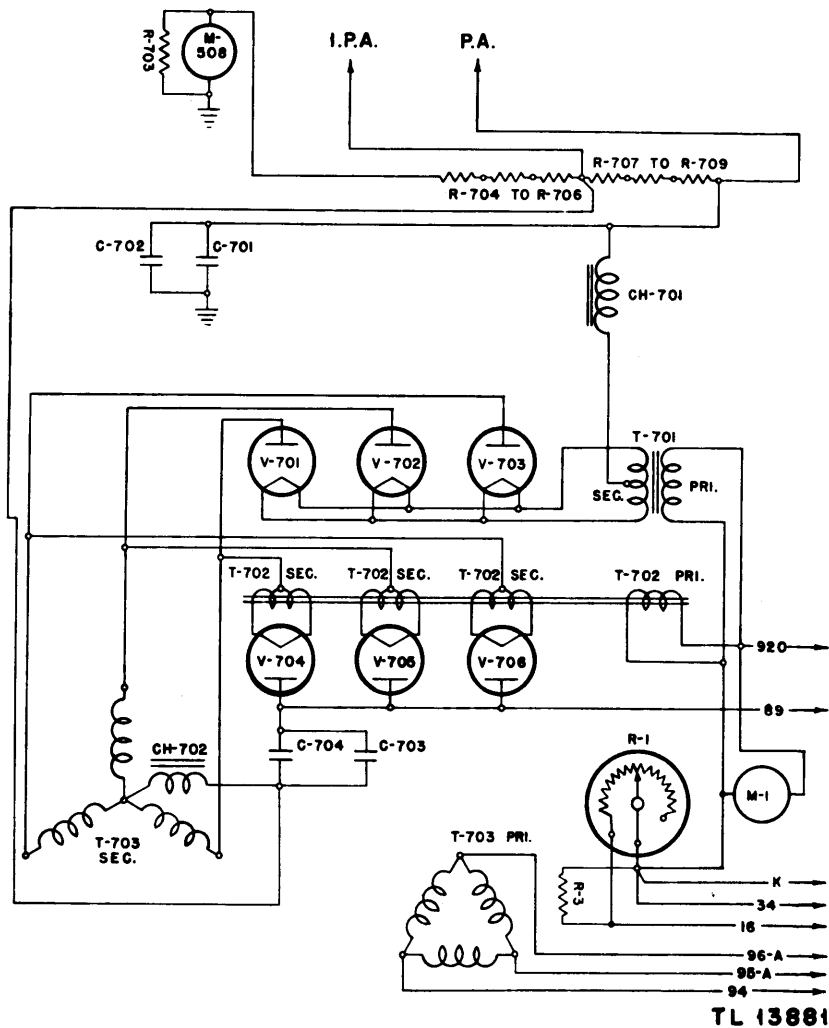 M-
508
R-703
I.P.A.
P.A.
R-707 TO R-709
R-704 TO R-706
C-702
C-701
CH-701
T-701
V-701
V-702
V-703
SEC.
PRI.
T-702 SEC.
T-702 SEC.
T-702 SEC.
T-702 PRI.
920
V-704
V-705
V-706
89
R-1
C-704
C-703
CH-702
M-1
T-703
SEC.
T-703 PRI.
R-3
K
34
16
96-A
95-A
94
TL 13881